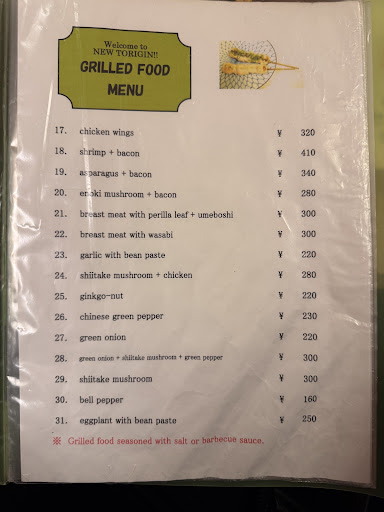 Welcome to
NEW TORIGIN!!
GRILLED FOOD
MENU
17. chicken wings ¥ 320
18. shrimp + bacon ¥ 410
19. asparagus + bacon ¥ 340
20. enoki mushroom + bacon ¥ 280
21. breast meat with perilla leaf + umeboshi ¥ 300
22. breast meat with wasabi ¥ 300
23. garlic with bean paste ¥ 220
24. shiitake mushroom + chicken ¥ 280
25. ginkgo-nut ¥ 220
26. chinese green pepper ¥ 230
27. green onion ¥ 220
28. green onion + shiitake mushroom + green pepper ¥ 300
29. shiitake mushroom ¥ 300
30. bell pepper ¥ 160
31. eggplant with bean paste ¥ 250
※ Grilled food seasoned with salt or barbecue sauce.